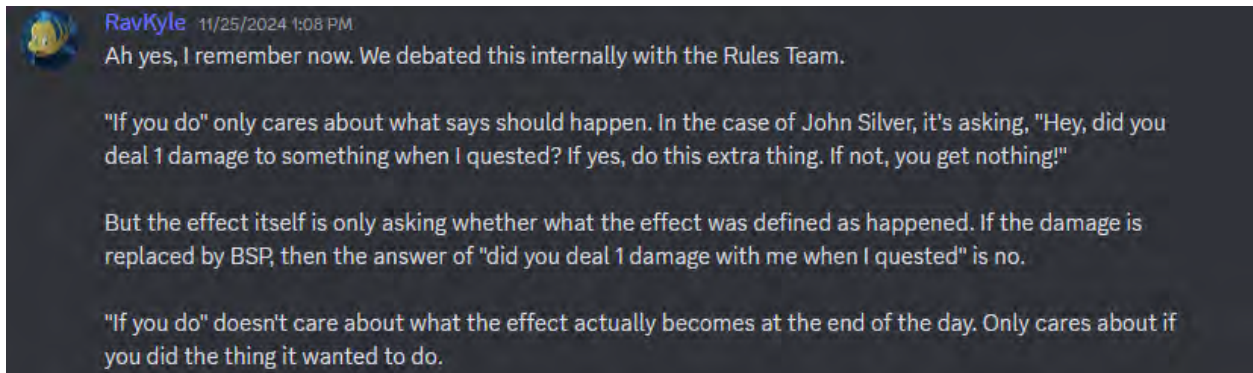 RavKyle 11/25/2024 1:08 PM
Ah yes, I remember now. We debated this internally with the Rules Team.
"If you do" only cares about what says should happen. In the case of John Silver, it's asking, "Hey, did you
deal 1 damage to something when I quested? If yes, do this extra thing. If not, you get nothing!"
But the effect itself is only asking whether what the effect was defined as happened. If the damage is
replaced by BSP, then the answer of "did you deal 1 damage with me when I quested" is no.
"If you do" doesn't care about what the effect actually becomes at the end of the day. Only cares about if
you did the thing it wanted to do.